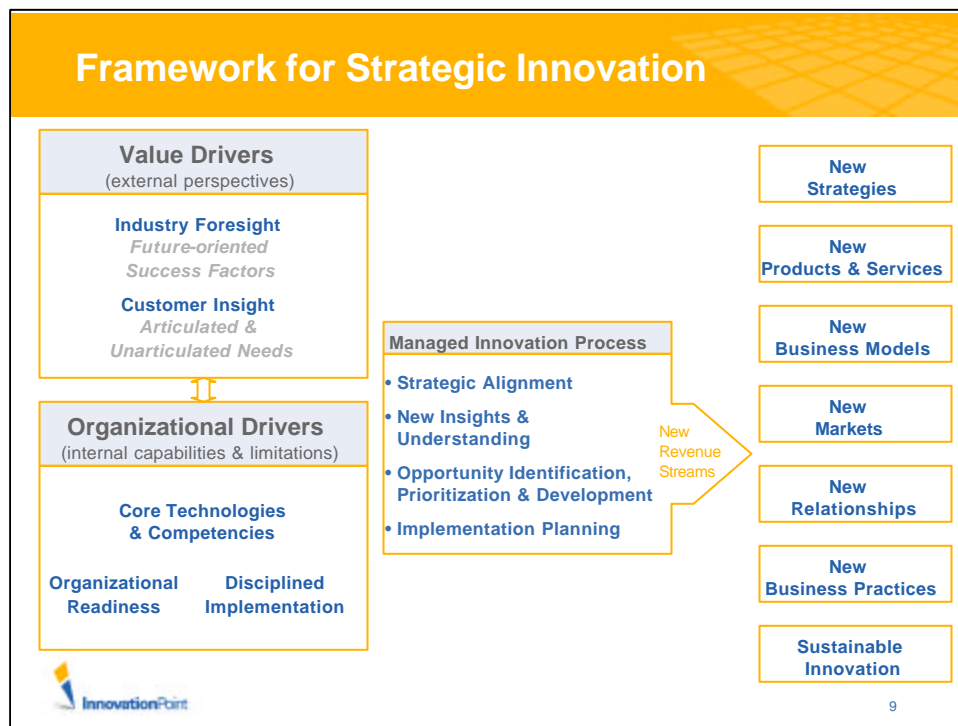 Framework for Strategic Innovation
Value Drivers
(external perspectives)
Industry Foresight
Future-oriented
Success Factors
Customer Insight
Articulated &
Unarticulated Needs
Organizational Drivers
(internal capabilities & limitations)
Core Technologies
& Competencies
Organizational
Readiness
Disciplined
Implementation
Managed Innovation Process
• Strategic Alignment
• New Insights &
Understanding
• Opportunity Identification,
Prioritization & Development
• Implementation Planning
New
Revenue
Streams
New
Strategies
New
Products & Services
New
Business Models
New
Markets
New
Relationships
New
Business Practices
Sustainable
Innovation
InnovationPoint
9